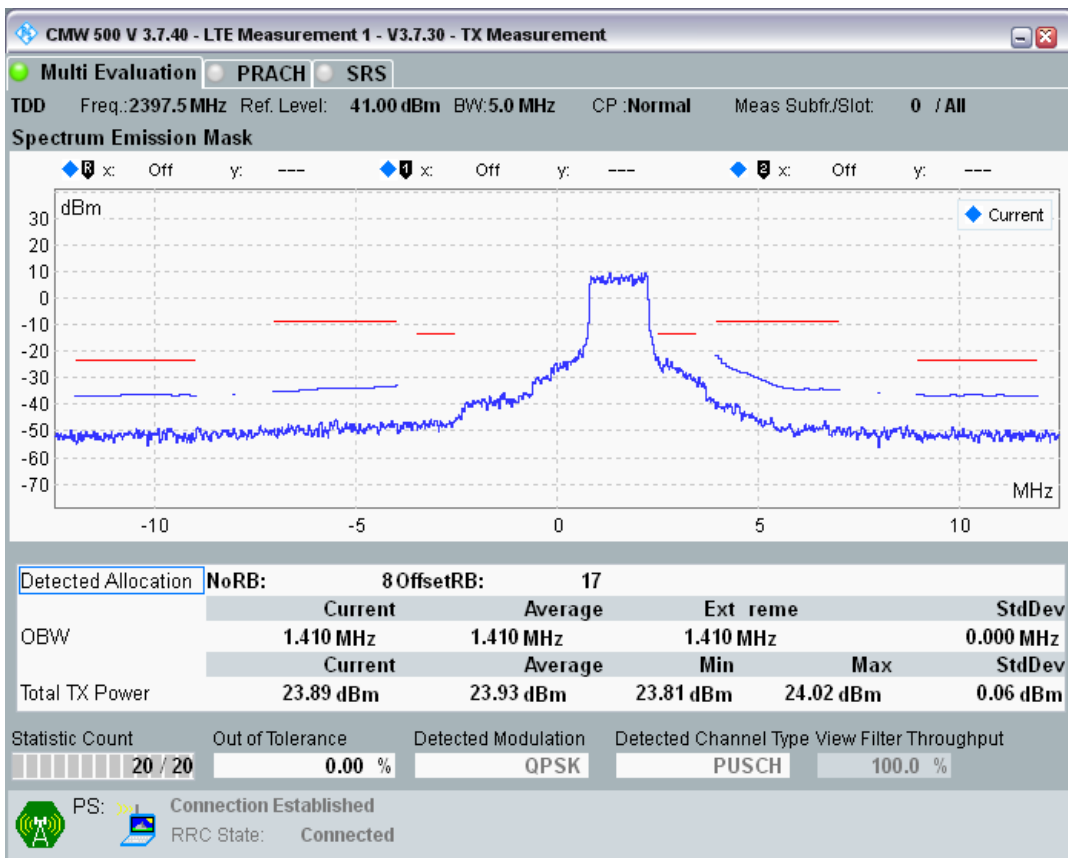 CMW 500 V 3.7.40 - LTE Measurement 1 - V3.7.30 - TX Measurement
Multi Evaluation PRACH SRS
TDD Freq.:2397.5 MHz Ref. Level: 41.00 dBm BW:5.0 MHz CP :Normal Meas Subfr./Slot: 0 / All
Spectrum Emission Mask
R x: Off y: --- 1 x: Off y: --- 2 x: Off y: ---
dBm
Current
30
20
10
0
-10
-20
-30
-40
-50
-60
-70
MHz
-10 -5 0 5 10
Detected Allocation NoRB: 8 OffsetRB: 17
Current Average Ext reme StdDev
OBW 1.410 MHz 1.410 MHz 1.410 MHz 0.000 MHz
Current Average Min Max StdDev
Total TX Power 23.89 dBm 23.93 dBm 23.81 dBm 24.02 dBm 0.06 dBm
Statistic Count Out of Tolerance Detected Modulation Detected Channel Type View Filter Throughput
20 / 20 0.00 % QPSK PUSCH 100.0 %
PS: Connection Established
RRC State: Connected